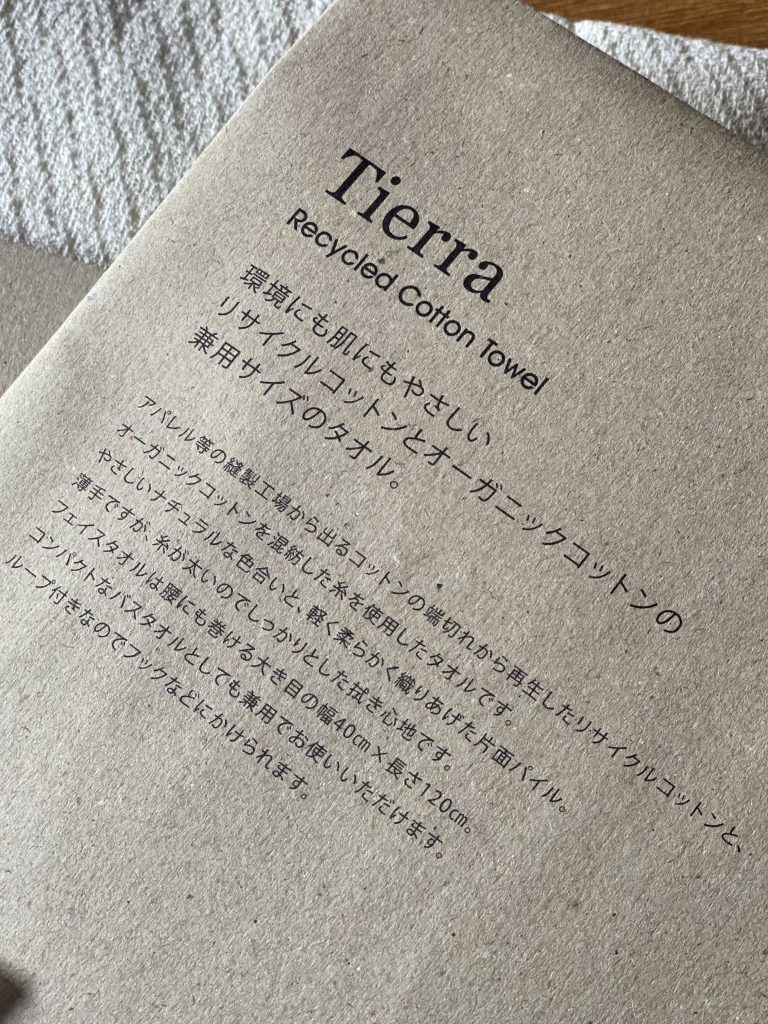 Tierra
Recycled Cotton Towel
環境にも肌にもやさしい
リサイクルコットンとオーガニックコットンの
兼用サイズのタオル。
アパレル等の縫製工場から出るコットンの端切れから再生したリサイクルコットンと、
オーガニックコットンを混紡した糸を使用したタオルです。
やさしいナチュラルな色合いと、軽く柔らかく織りあげた片面パイル。
薄手ですが、糸が太いのでしっかりとした拭き心地です。
フェイスタオルは腰にも巻ける大き目の幅40㎝×長さ120㎝。
コンパクトなバスタオルとしても兼用でお使いいただけます。
ループ付きなのでフックなどにかけられます。